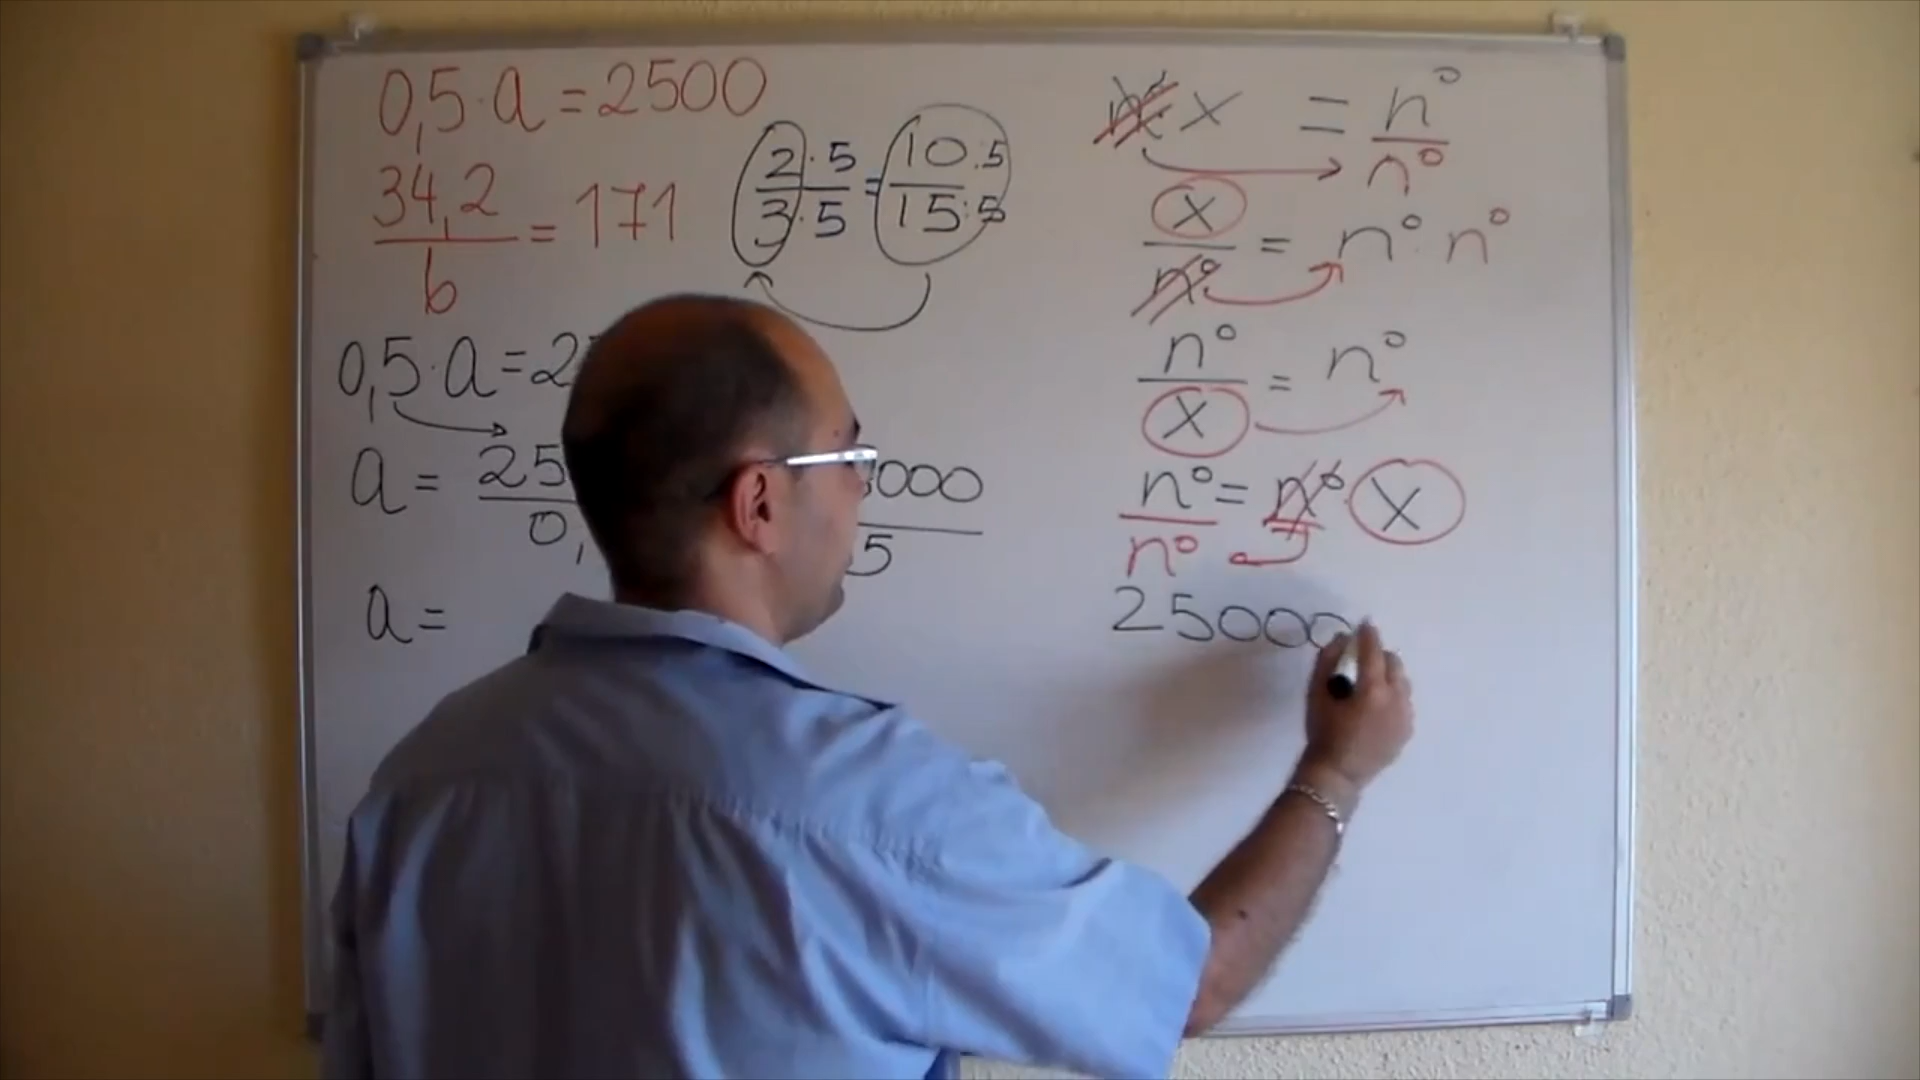 0,5·a=2500
34,2
b
=171
2·5
3·5
=
10:5
15:5
0,5·a=2
a=
25
0,
000
5
a=
x = n°
n°
x
n°
= n°·n°
n°
x
= n°
n°= n° x
n°
25000